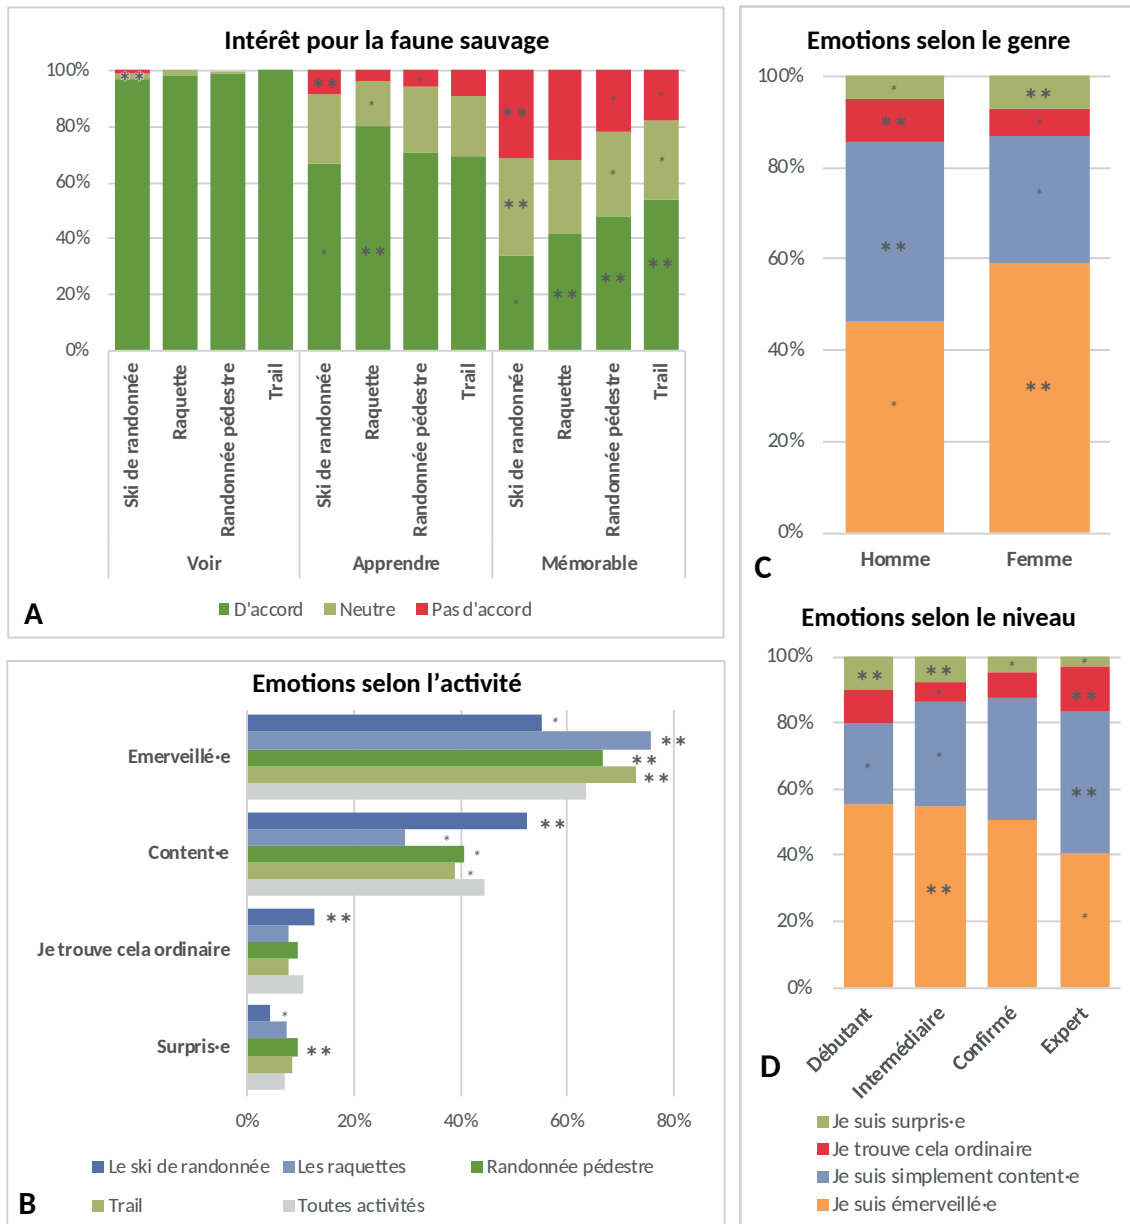 Intérêt pour la faune sauvage
100%
80%
60%
40%
20%
0%
* *
* *
*
*
* *
*
* *
* *
*
* *
*
*
* *
*
*
* *
Ski de randonnée
Raquette
Randonnée pédestre
Trail
Ski de randonnée
Raquette
Randonnée pédestre
Trail
Ski de randonnée
Raquette
Randonnée pédestre
Trail
Voir
Apprendre
Mémorable
D'accord
Neutre
Pas d'accord
A
Emotions selon l’activité
Emerveillé·e
*
* *
* *
* *
Content·e
* *
*
*
*
Je trouve cela ordinaire
* *
Surpris·e
*
* *
0%
20%
40%
60%
80%
Le ski de randonnée
Les raquettes
Randonnée pédestre
Trail
Toutes activités
B
Emotions selon le genre
100%
80%
60%
40%
20%
0%
*
* *
* *
*
* *
*
*
* *
Homme
Femme
C
Emotions selon le niveau
100%
80%
60%
40%
20%
0%
* *
*
* *
*
*
* *
*
*
* *
* *
*
Débutant
Intermédiaire
Confirmé
Expert
D
Je suis surpris·e
Je trouve cela ordinaire
Je suis simplement content·e
Je suis émerveillé·e